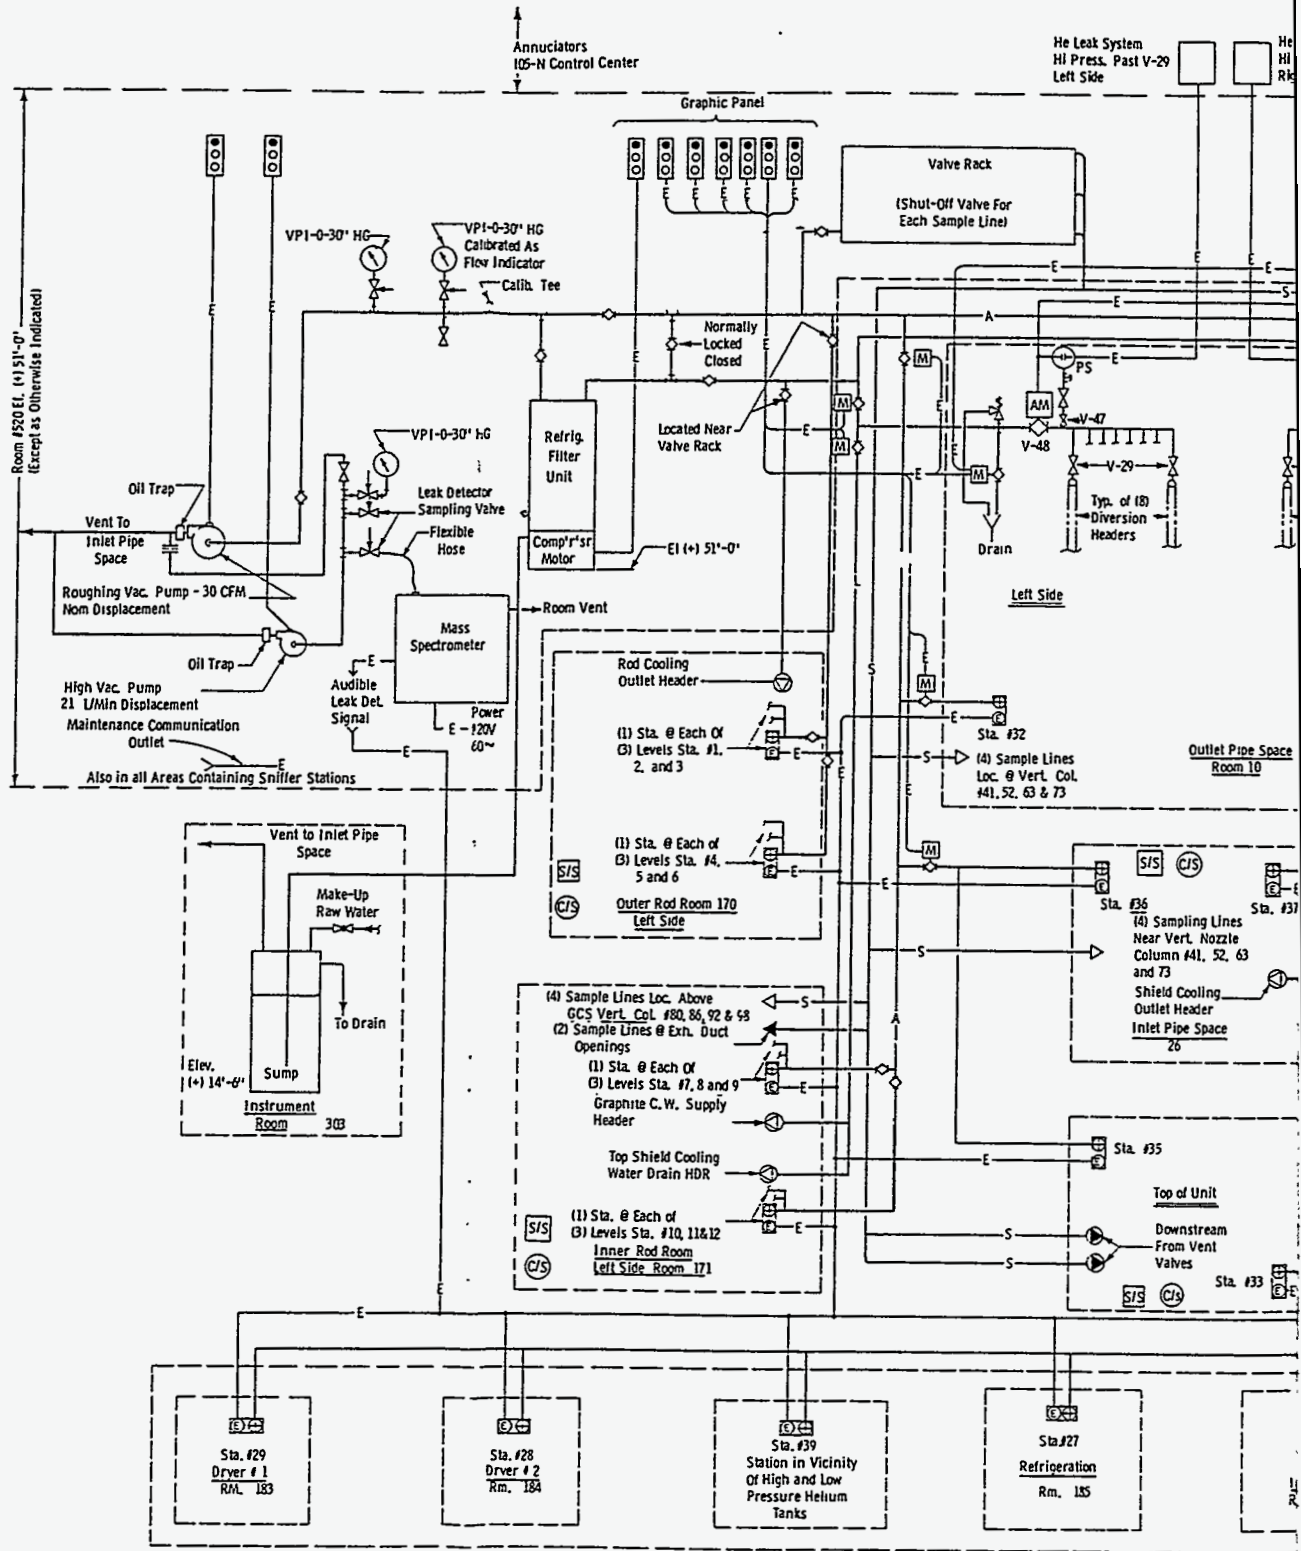 Annuciators
105-N Control Center
He Leak System
Hi Press. Past V-29
Left Side
He
Hi
Graphic Panel
Valve Rack
(Shut-Off Valve For
Each Sample Line)
Room #520 El. (+) 51'-0"
(Except as Otherwise Indicated)
VP1-0-30" HG
VP1-0-30" HG
Calibrated As
Flow Indicator
Calib. Tee
E
E
E
E
E
E
E
E
E
E
E
E
S
E
A
Normally
Locked
Closed
M
E
PS
E
AM
V-47
V-48
V-29
Located Near
Valve Rack
M
M
E
E
M
Refrig.
Filter
Unit
Comp'r'sr
Motor
VP1-0-30" HG
Leak Detector
Sampling Valve
Flexible
Hose
Oil Trap
Vent To
Inlet Pipe
Space
El (+) 51'-0"
Drain
Typ. of (8)
Diversion
Headers
Left Side
Roughing Vac. Pump - 30 CFM
Nom Displacement
Mass
Spectrometer
Room Vent
Oil Trap
High Vac. Pump
21 L/Min Displacement
Maintenance Communication
Outlet
E
Also in all Areas Containing Sniffer Stations
E
Audible
Leak Det.
Signal
Power
E - 120V
60~
E
Rod Cooling
Outlet Header
(1) Sta. @ Each Of
(3) Levels Sta. #1,
2, and 3
E
E
S
E
M
E
E
Sta. #32
S
(4) Sample Lines
Loc. @ Vert. Col.
#41, 52, 63 & 73
Outlet Pipe Space
Room 10
(1) Sta. @ Each of
(3) Levels Sta. #4,
5 and 6
E
S/S
C/S
Outer Rod Room 170
Left Side
E
M
E
S/S
C/S
Sta. #36
Sta. #37
(4) Sampling Lines
Near Vert. Nozzle
Column #41, 52, 63
and 73
S
Shield Cooling
Outlet Header
Inlet Pipe Space
26
Vent to Inlet Pipe
Space
Make-Up
Raw Water
To Drain
Elev.
(+) 14'-6"
Sump
Instrument
Room 303
(4) Sample Lines Loc. Above
GCS Vert. Col. #80, 86, 92 & 98
(2) Sample Lines @ Exh. Duct
Openings
S
A
(1) Sta. @ Each Of
(3) Levels Sta. #7, 8 and 9
E
Graphite C.W. Supply
Header
Top Shield Cooling
Water Drain HDR
(1) Sta. @ Each of
(3) Levels Sta. #10, 11&12
E
S/S
C/S
Inner Rod Room
Left Side Room 171
E
Sta. #35
Top of Unit
S
S
Downstream
From Vent
Valves
S/S
C/S
Sta. #33
E
E
E
Sta. #29
Dryer # 1
RM. 183
E
Sta. #28
Dryer # 2
Rm. 184
E
Sta. #39
Station in Vicinity
Of High and Low
Pressure Helium
Tanks
E
Sta.#27
Refrigeration
Rm. 185